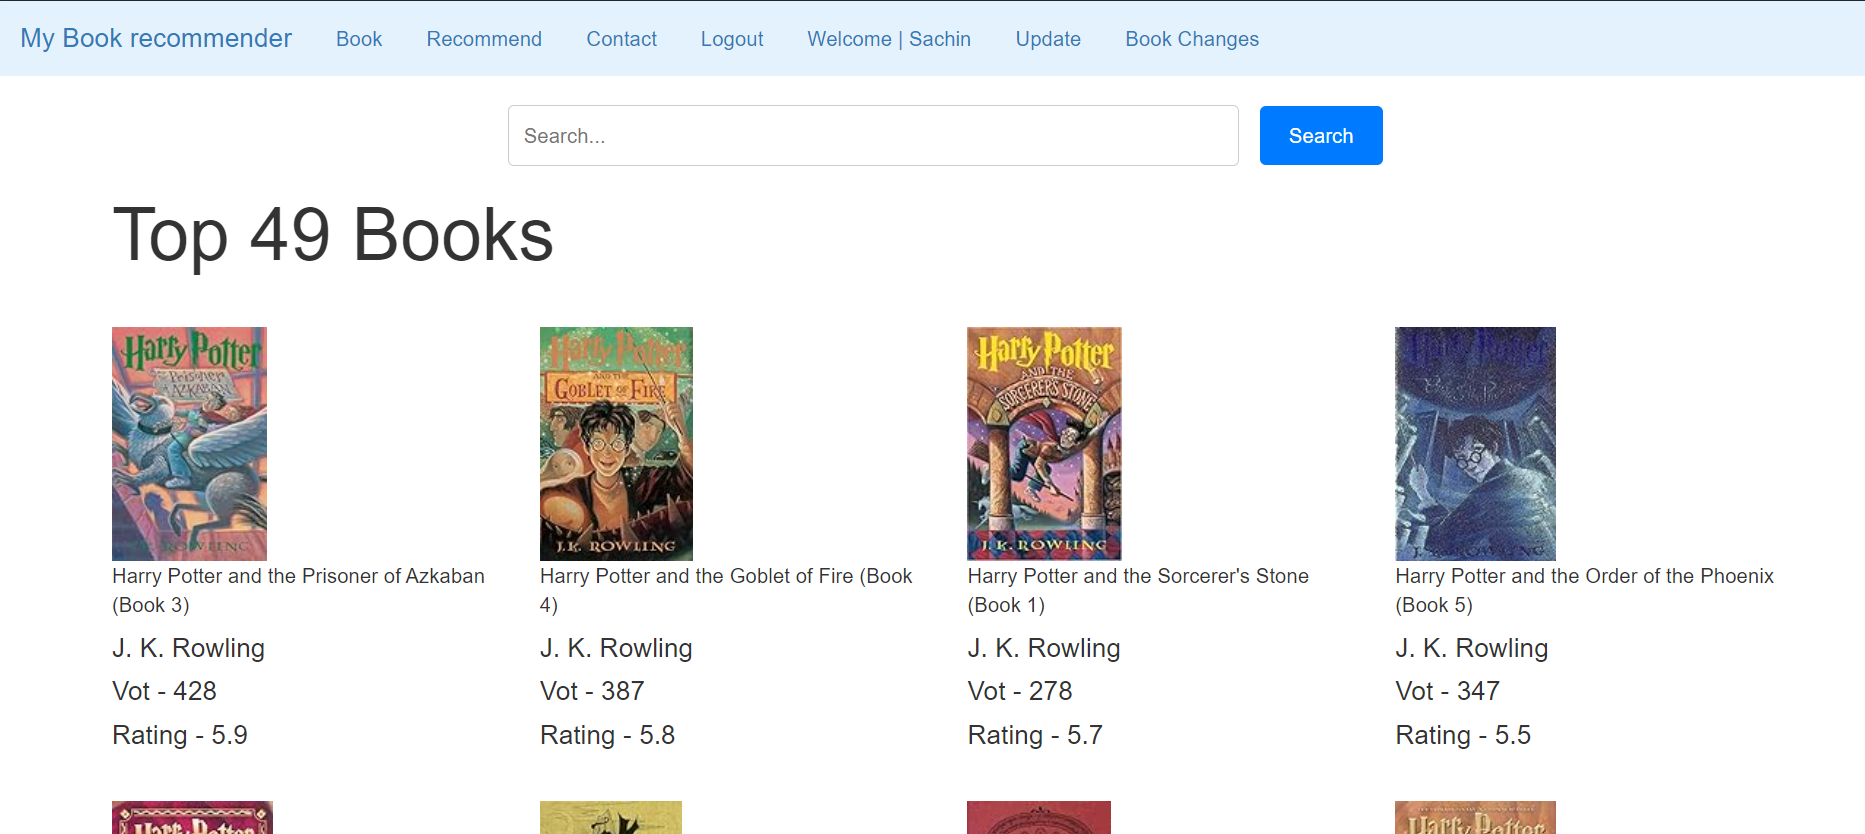 My Book recommender Book Recommend Contact Logout Welcome | Sachin Update Book Changes
Search...
Search
Top 49 Books
Harry Potter
Prisoner
of AZKABAN
Harry Potter
AND THE
GOBLET OF FIRE
J.K. ROWLING
Harry Potter
AND THE
SORCERER'S STONE
J. K. ROWLING
Harry Potter
Harry Potter and the Prisoner of Azkaban
(Book 3)
J. K. Rowling
Vot - 428
Rating - 5.9
Harry Potter and the Goblet of Fire (Book
4)
J. K. Rowling
Vot - 387
Rating - 5.8
Harry Potter and the Sorcerer's Stone
(Book 1)
J. K. Rowling
Vot - 278
Rating - 5.7
Harry Potter and the Order of the Phoenix
(Book 5)
J. K. Rowling
Vot - 347
Rating - 5.5
Harry Potter
Harry Potter